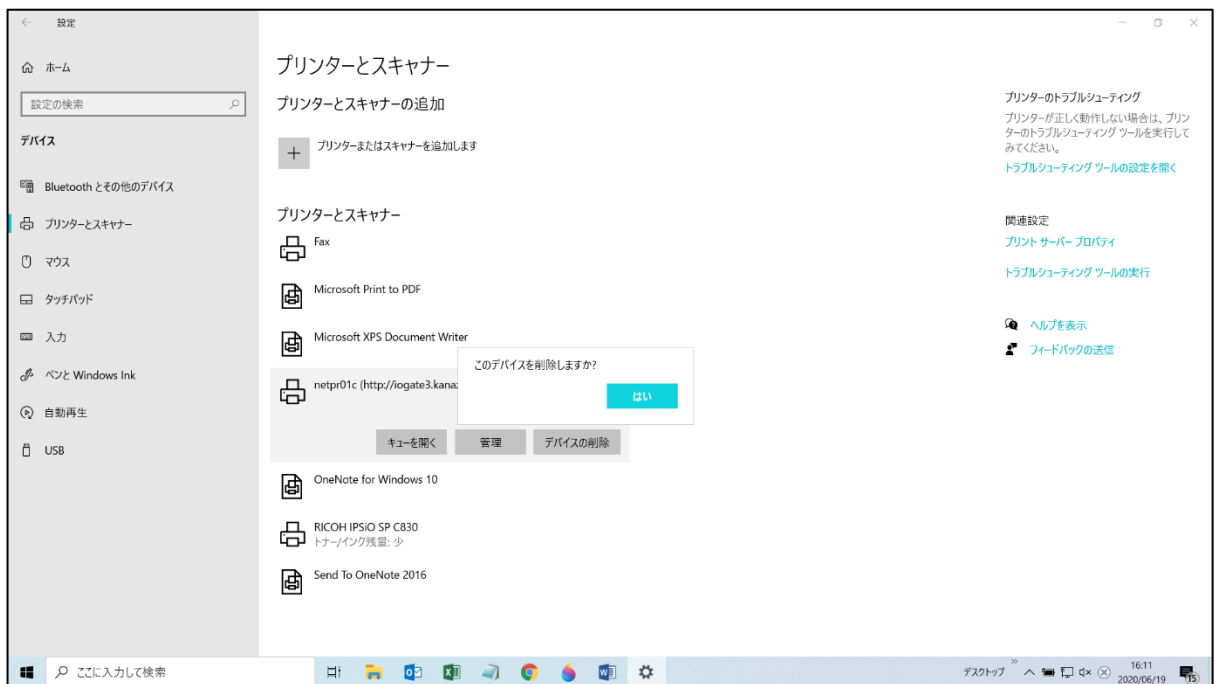 設定
ホーム
設定の検索
デバイス
Bluetooth とその他のデバイス
プリンターとスキャナー
マウス
タッチパッド
入力
ペンと Windows Ink
自動再生
USB
プリンターとスキャナー
プリンターとスキャナーの追加
プリンターまたはスキャナーを追加します
プリンターとスキャナー
Fax
Microsoft Print to PDF
Microsoft XPS Document Writer
netpr01c (http://iogate3.kana
このデバイスを削除しますか?
はい
キューを開く 管理 デバイスの削除
OneNote for Windows 10
RICOH IPSiO SP C830
トナー/インク残量: 少
Send To OneNote 2016
プリンターのトラブルシューティング
プリンターが正しく動作しない場合は、プリン
ターのトラブルシューティング ツールを実行して
みてください。
トラブルシューティング ツールの設定を開く
関連設定
プリント サーバー プロパティ
トラブルシューティング ツールの実行
ヘルプを表示
フィードバックの送信
ここに入力して検索
デスクトップ
16:11
2020/06/19
15